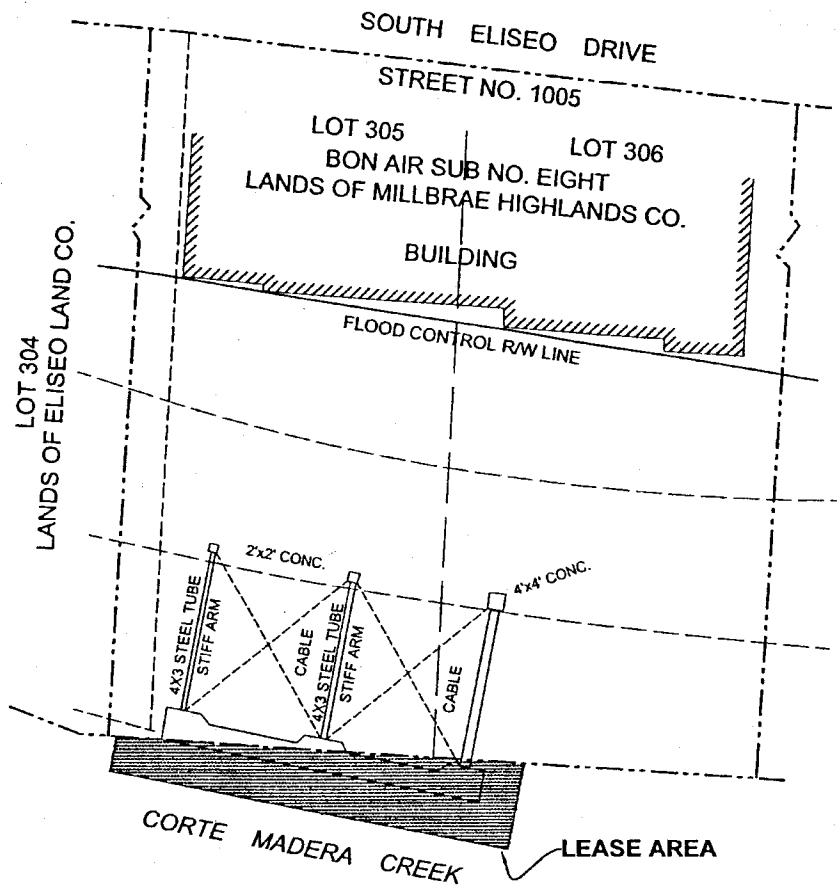 SOUTH ELISEO DRIVE
STREET NO. 1005
LOT 305
LOT 306
BON AIR SUB NO. EIGHT
LANDS OF MILLBRAE HIGHLANDS CO.
BUILDING
FLOOD CONTROL R/W LINE
LOT 304
LANDS OF ELISEO LAND CO.
2'x2' CONC.
4'x4' CONC.
4X3 STEEL TUBE
STIFF ARM
CABLE
4X3 STEEL TUBE
STIFF ARM
CABLE
CORTE MADERA CREEK
LEASE AREA